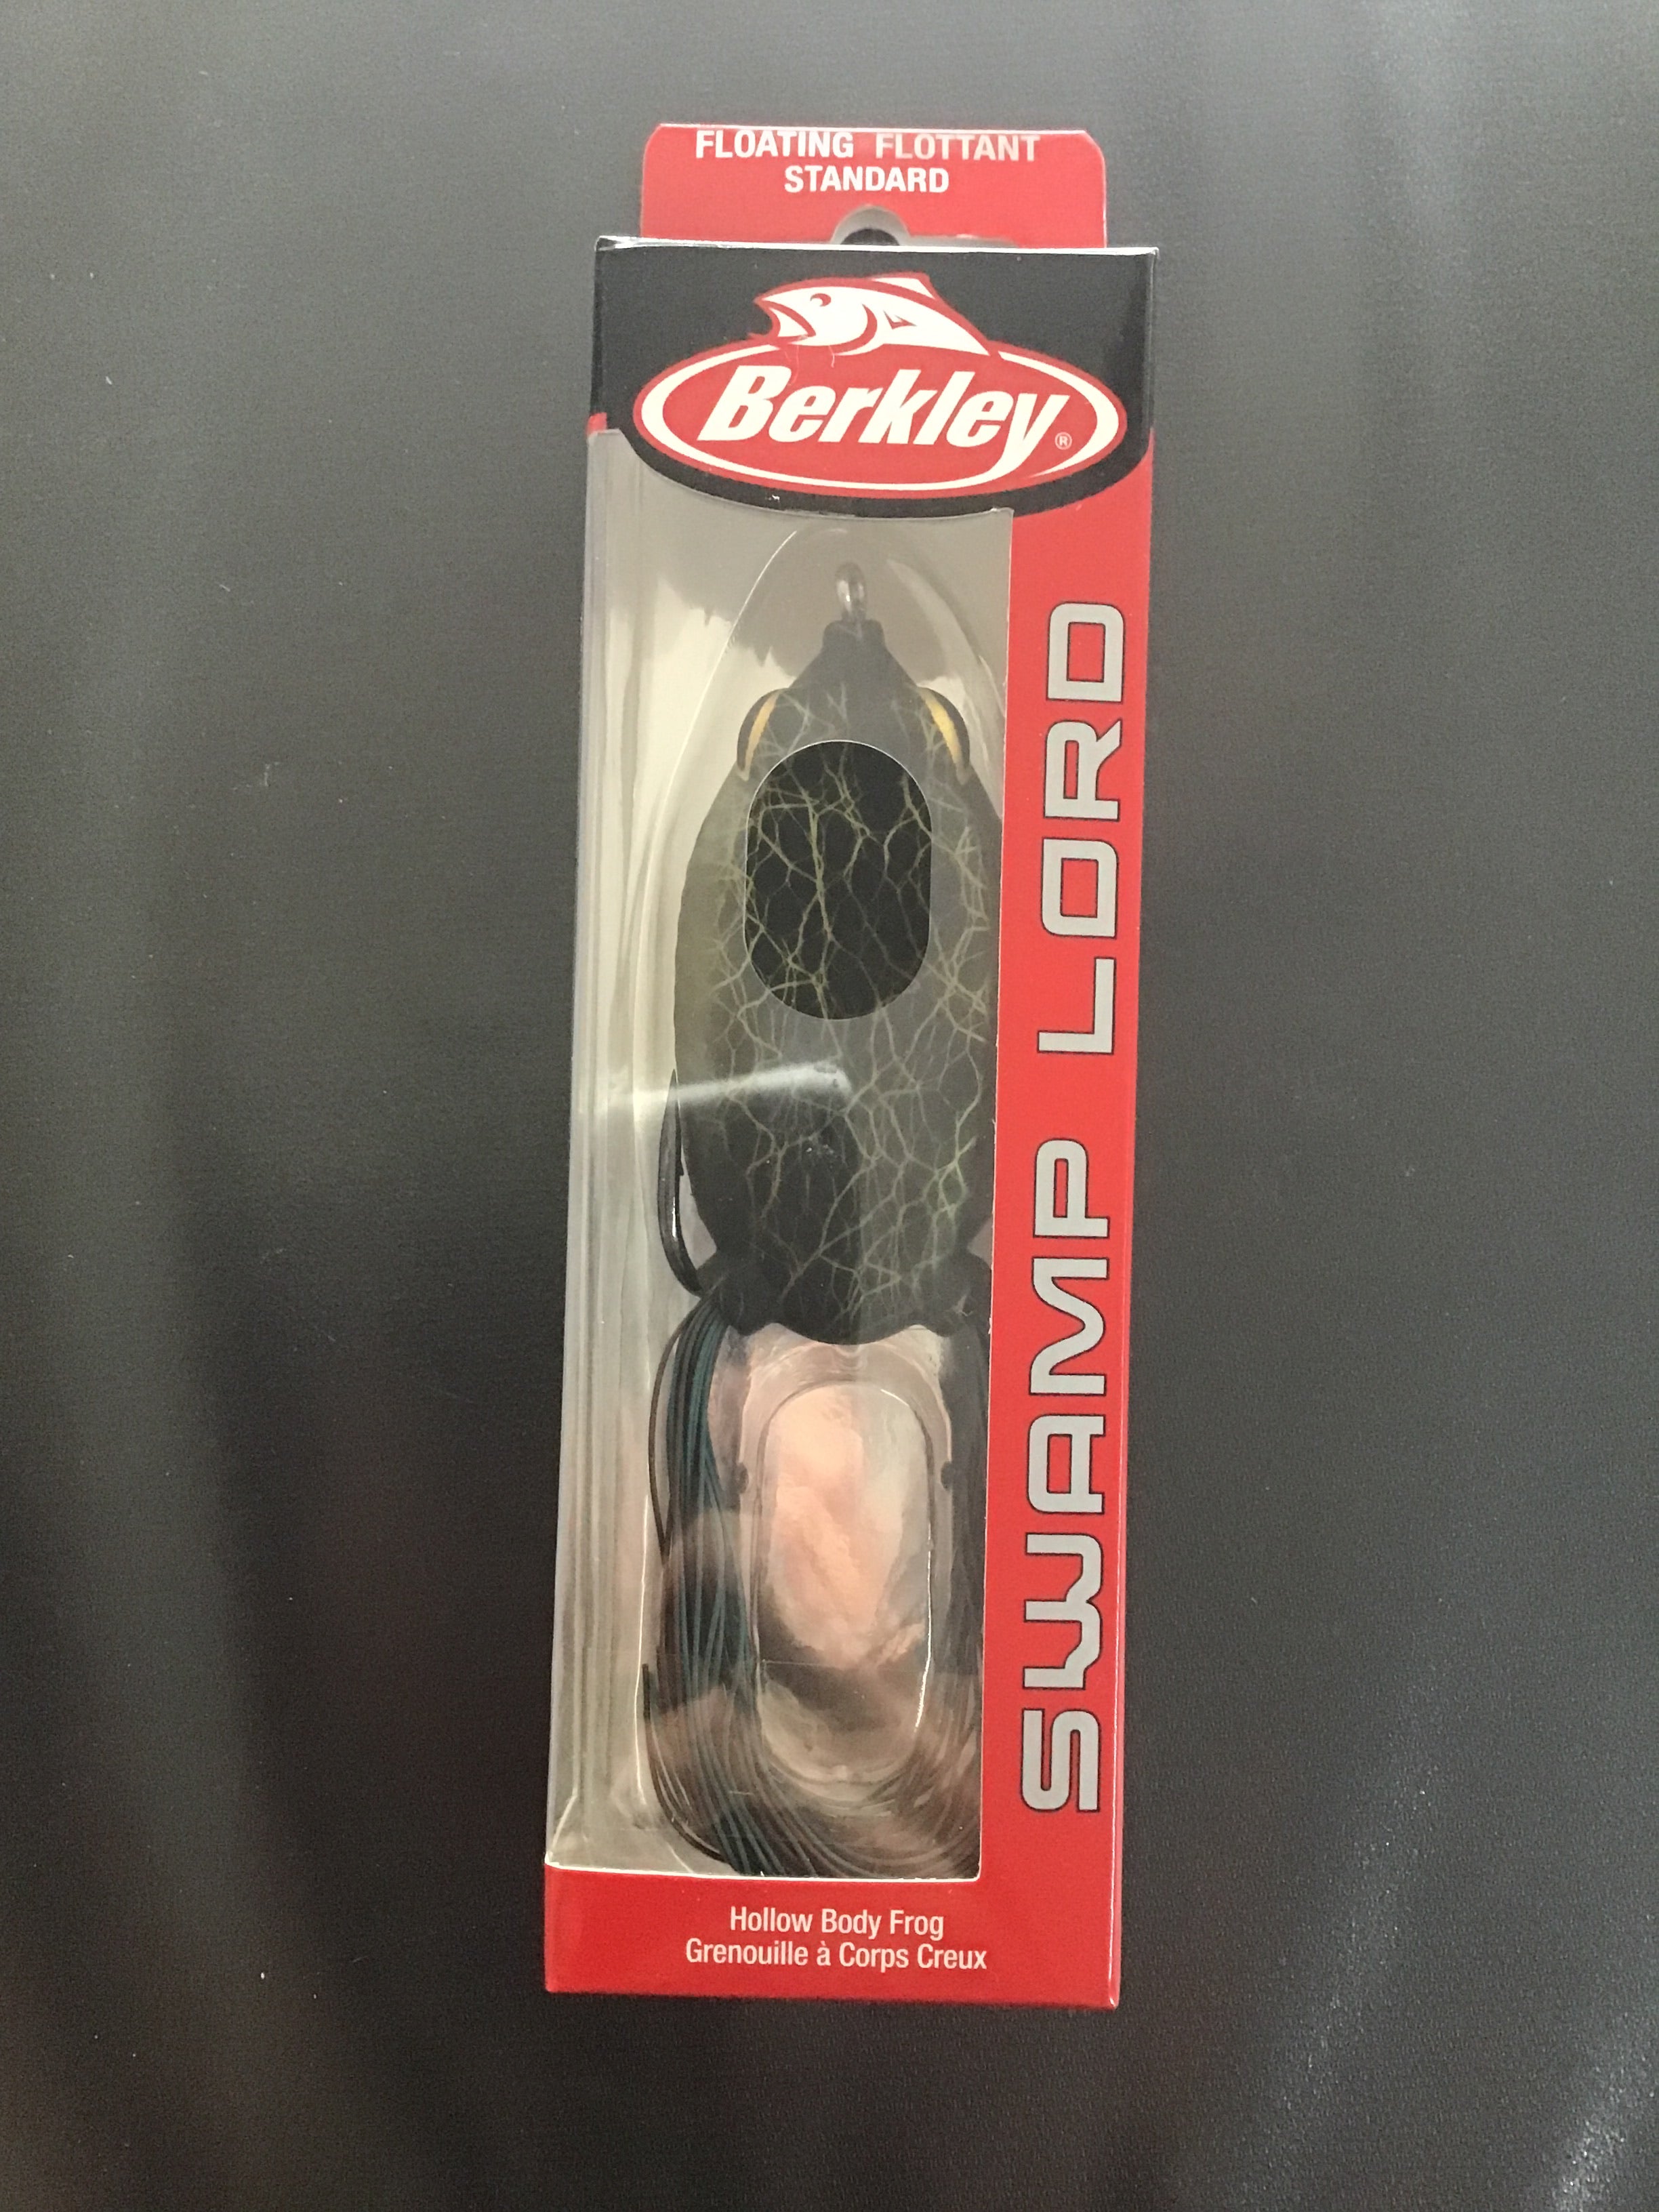 FLOATING FLOTTANT
STANDARD
Berkley®
SWAMP LORD
Hollow Body Frog
Grenouille à Corps Creux